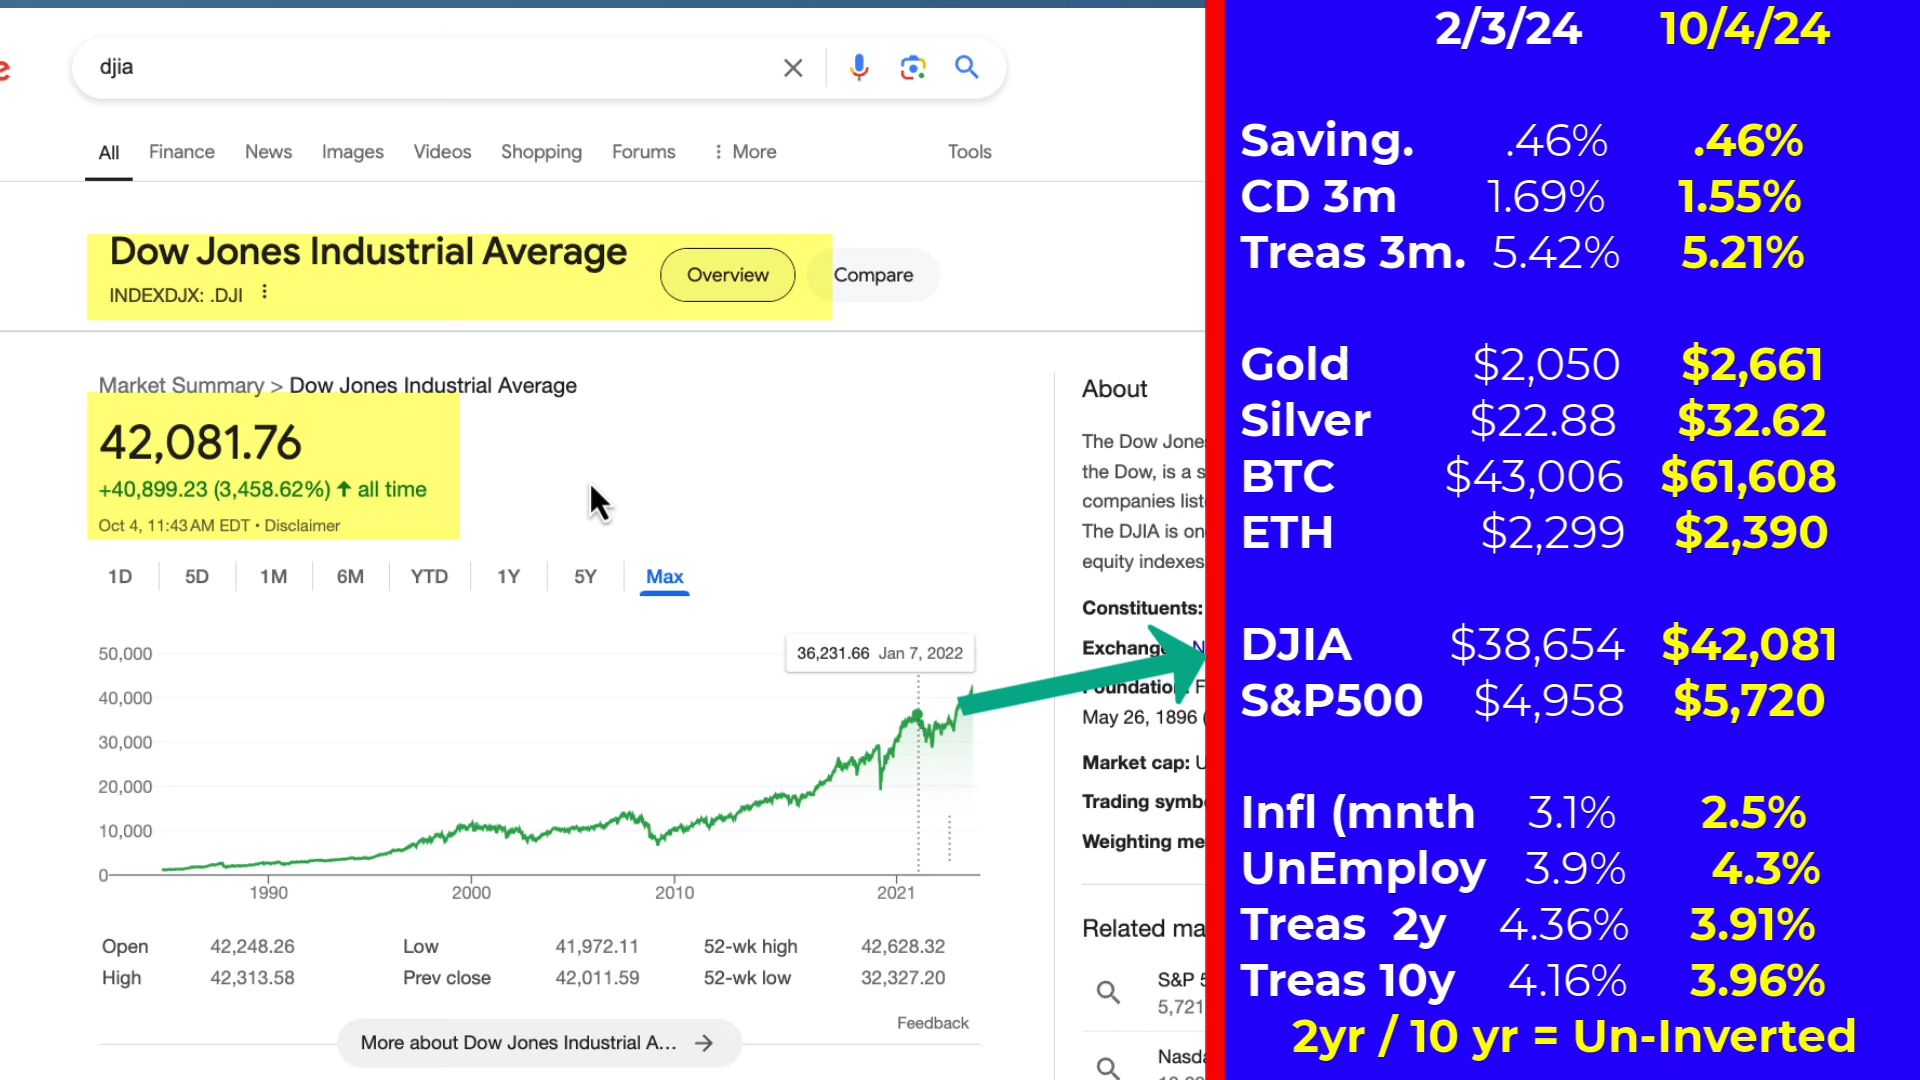 djia
All Finance News Images Videos Shopping Forums More Tools
Dow Jones Industrial Average
INDEXDJX: .DJI
Overview Compare
Market Summary > Dow Jones Industrial Average
42,081.76
+40,899.23 (3,458.62%) ↑ all time
Oct 4, 11:43 AM EDT • Disclaimer
1D 5D 1M 6M YTD 1Y 5Y Max
36,231.66 Jan 7, 2022
50,000
40,000
30,000
20,000
10,000
0
1990 2000 2010 2021
Open 42,248.26 Low 41,972.11 52-wk high 42,628.32
High 42,313.58 Prev close 42,011.59 52-wk low 32,327.20
Feedback
More about Dow Jones Industrial A... →
About
The Dow Jone
the Dow, is a s
companies list
The DJIA is on
equity indexes
Constituents:
Exchang N
Foundation: F
May 26, 1896 (
Market cap: U
Trading symb
Weighting me
Related ma
S&P 5
5,721
Nasda
2/3/24 10/4/24
Saving. .46% .46%
CD 3m 1.69% 1.55%
Treas 3m. 5.42% 5.21%
Gold $2,050 $2,661
Silver $22.88 $32.62
BTC $43,006 $61,608
ETH $2,299 $2,390
DJIA $38,654 $42,081
S&P500 $4,958 $5,720
Infl (mnth 3.1% 2.5%
UnEmploy 3.9% 4.3%
Treas 2y 4.36% 3.91%
Treas 10y 4.16% 3.96%
2yr / 10 yr = Un-Inverted